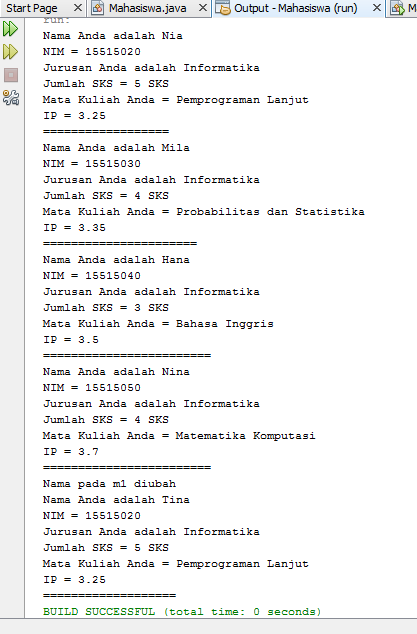 Start Page Mahasiswa.java Output - Mahasiswa (run) M
run:
Nama Anda adalah Nia
NIM = 15515020
Jurusan Anda adalah Informatika
Jumlah SKS = 5 SKS
Mata Kuliah Anda = Pemprograman Lanjut
IP = 3.25
==================
Nama Anda adalah Mila
NIM = 15515030
Jurusan Anda adalah Informatika
Jumlah SKS = 4 SKS
Mata Kuliah Anda = Probabilitas dan Statistika
IP = 3.35
======================
Nama Anda adalah Hana
NIM = 15515040
Jurusan Anda adalah Informatika
Jumlah SKS = 3 SKS
Mata Kuliah Anda = Bahasa Inggris
IP = 3.5
========================
Nama Anda adalah Nina
NIM = 15515050
Jurusan Anda adalah Informatika
Jumlah SKS = 4 SKS
Mata Kuliah Anda = Matematika Komputasi
IP = 3.7
========================
Nama pada m1 diubah
Nama Anda adalah Tina
NIM = 15515020
Jurusan Anda adalah Informatika
Jumlah SKS = 5 SKS
Mata Kuliah Anda = Pemprograman Lanjut
IP = 3.25
===================
BUILD SUCCESSFUL (total time: 0 seconds)